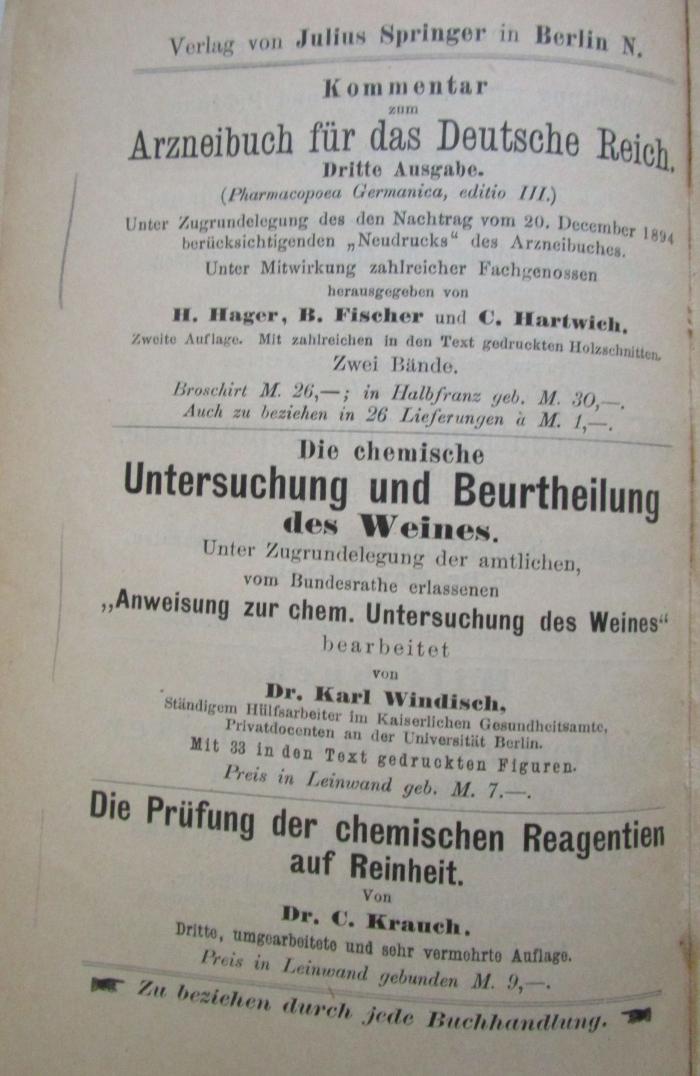 Verlag von Julius Springer in Berlin N.
Kommentar
zum
Arzneibuch für das Deutsche Reich.
Dritte Ausgabe.
(Pharmacopoea Germanica, editio III.)
Unter Zugrundelegung des den Nachtrag vom 20. December 1894
berücksichtigenden „Neudrucks“ des Arzneibuches.
Unter Mitwirkung zahlreicher Fachgenossen
herausgegeben von
H. Hager, B. Fischer und C. Hartwich.
Zweite Auflage. Mit zahlreichen in den Text gedruckten Holzschnitten.
Zwei Bände.
Broschirt M. 26,—; in Halbfranz geb. M. 30,—.
Auch zu beziehen in 26 Lieferungen à M. 1,—.
Die chemische
Untersuchung und Beurtheilung
des Weines.
Unter Zugrundelegung der amtlichen,
vom Bundesrathe erlassenen
„Anweisung zur chem. Untersuchung des Weines“
bearbeitet
von
Dr. Karl Windisch,
Ständigem Hülfsarbeiter im Kaiserlichen Gesundheitsamte,
Privatdocenten an der Universität Berlin.
Mit 33 in den Text gedruckten Figuren.
Preis in Leinwand geb. M. 7.—.
Die Prüfung der chemischen Reagentien
auf Reinheit.
Von
Dr. C. Krauch.
Dritte, umgearbeitete und sehr vermehrte Auflage.
Preis in Leinwand gebunden M. 9,—.
Zu beziehen durch jede Buchhandlung.